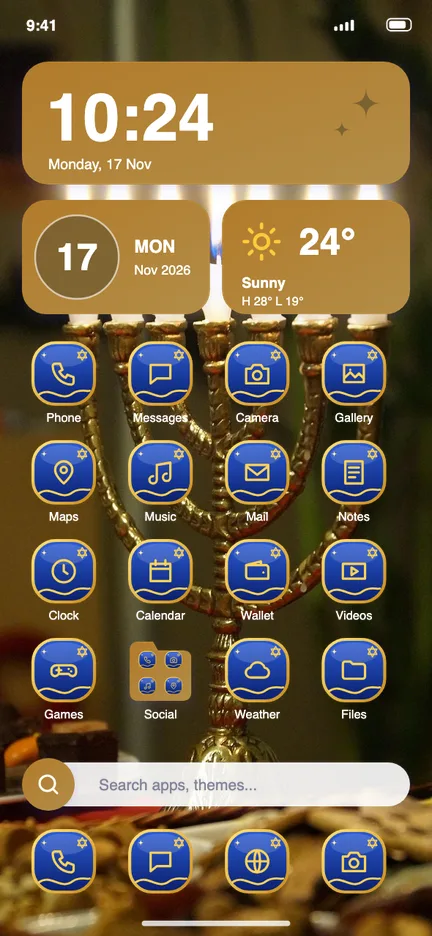 9:41
10:24
Monday, 17 Nov
17
MON
Nov 2026
24°
Sunny
H 28° L 19°
Phone
Messages
Camera
Gallery
Maps
Music
Mail
Notes
Clock
Calendar
Wallet
Videos
Games
Social
Weather
Files
Search apps, themes...